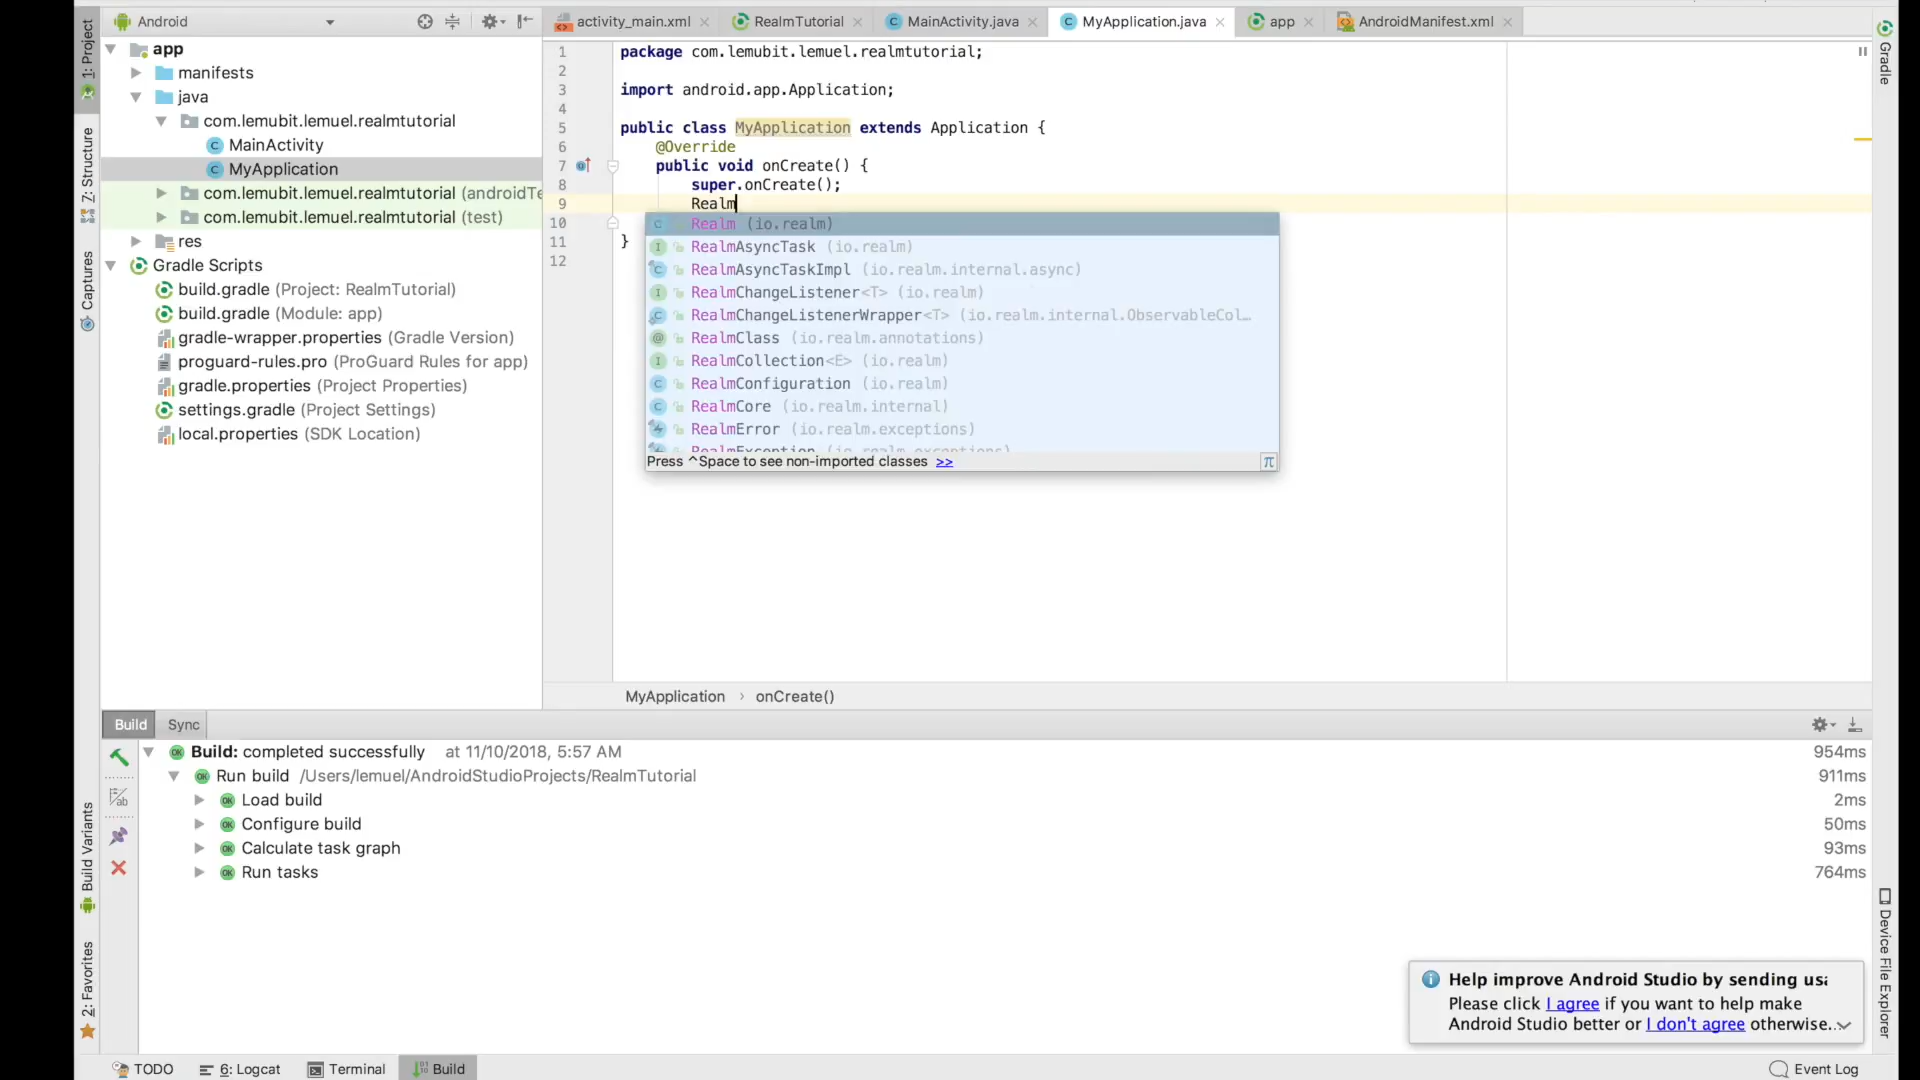 Android
activity_main.xml
RealmTutorial
MainActivity.java
MyApplication.java
app
AndroidManifest.xml
1: Project
Z: Structure
Captures
Build Variants
2: Favorites
Gradle
Device File Explorer
app
manifests
java
com.lemubit.lemuel.realmtutorial
MainActivity
MyApplication
com.lemubit.lemuel.realmtutorial (androidTe
com.lemubit.lemuel.realmtutorial (test)
res
Gradle Scripts
build.gradle (Project: RealmTutorial)
build.gradle (Module: app)
gradle-wrapper.properties (Gradle Version)
proguard-rules.pro (ProGuard Rules for app)
gradle.properties (Project Properties)
settings.gradle (Project Settings)
local.properties (SDK Location)
1 package com.lemubit.lemuel.realmtutorial;
2
3 import android.app.Application;
4
5 public class MyApplication extends Application {
6 @Override
7 public void onCreate() {
8 super.onCreate();
9 Realm
10
11 }
12
Realm (io.realm)
RealmAsyncTask (io.realm)
RealmAsyncTaskImpl (io.realm.internal.async)
RealmChangeListener<T> (io.realm)
RealmChangeListenerWrapper<T> (io.realm.internal.ObservableCol…
RealmClass (io.realm.annotations)
RealmCollection<E> (io.realm)
RealmConfiguration (io.realm)
RealmCore (io.realm.internal)
RealmError (io.realm.exceptions)
RealmException (io.realm.exceptions)
Press ^Space to see non-imported classes >> π
MyApplication › onCreate()
Build Sync
Build: completed successfully at 11/10/2018, 5:57 AM 954ms
Run build /Users/lemuel/AndroidStudioProjects/RealmTutorial 911ms
Load build 2ms
Configure build 50ms
Calculate task graph 93ms
Run tasks 764ms
Help improve Android Studio by sending usa
Please click I agree if you want to help make
Android Studio better or I don't agree otherwise...
TODO 6: Logcat Terminal Build Event Log